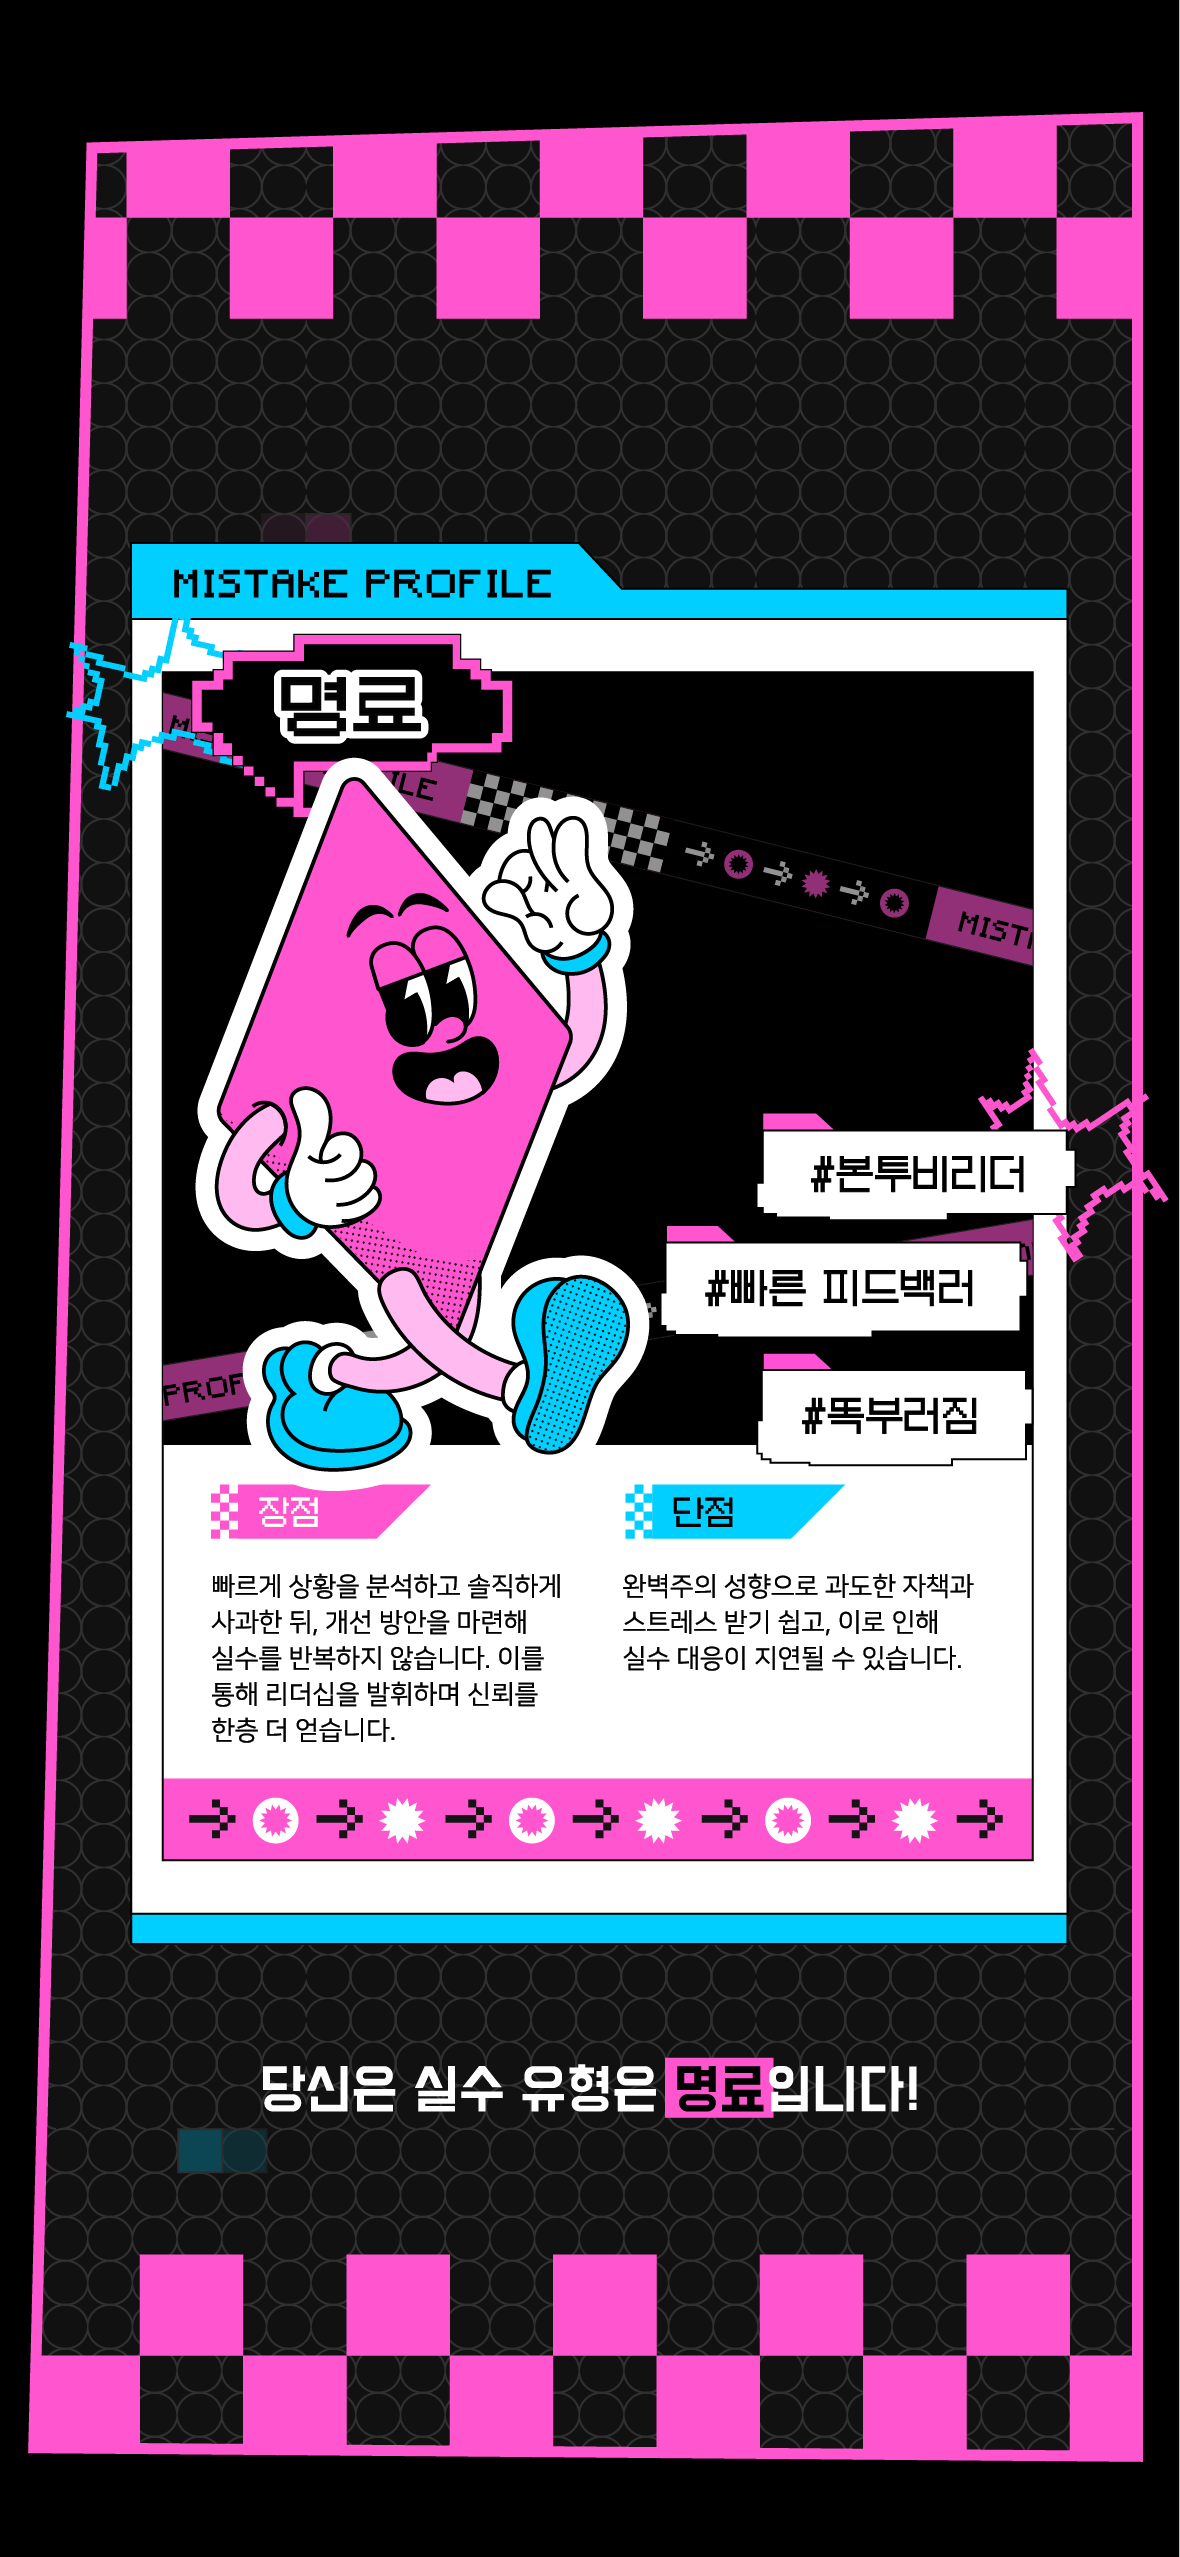 MISTAKE PROFILE
명료
ILE
MIST
#본투비리더
#빠른 피드백러
#똑부러짐
PROF
장점
빠르게 상황을 분석하고 솔직하게
사과한 뒤, 개선 방안을 마련해
실수를 반복하지 않습니다. 이를
통해 리더십을 발휘하며 신뢰를
한층 더 얻습니다.
단점
완벽주의 성향으로 과도한 자책과
스트레스 받기 쉽고, 이로 인해
실수 대응이 지연될 수 있습니다.
당신은 실수 유형은 명료입니다!